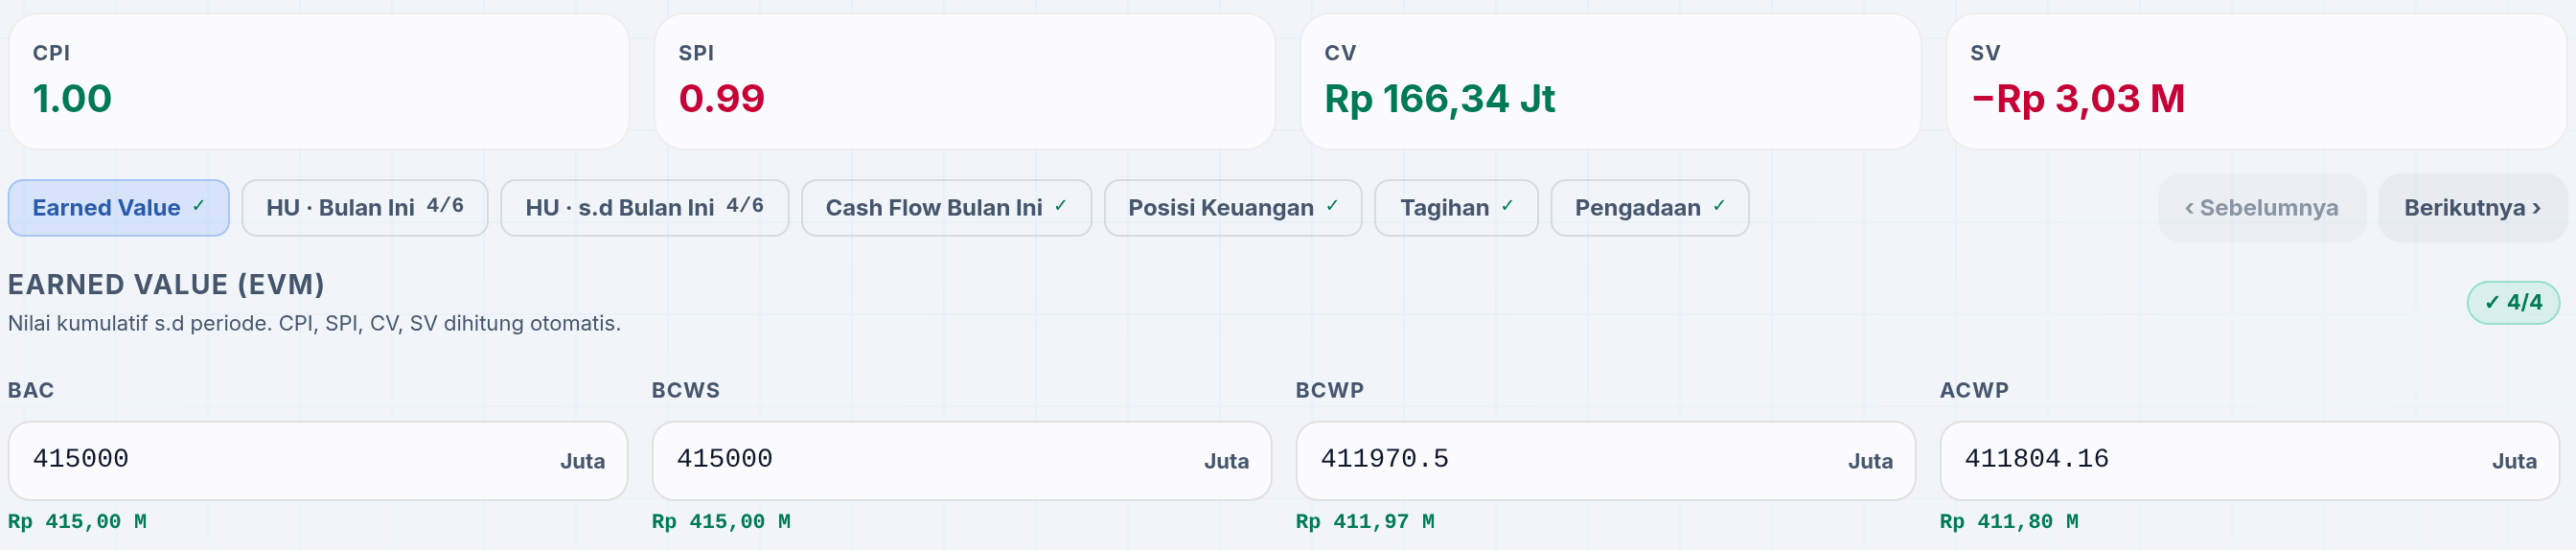 CPI
1.00
SPI
0.99
CV
Rp 166,34 Jt
SV
−Rp 3,03 M
Earned Value ✓
HU · Bulan Ini 4/6
HU · s.d Bulan Ini 4/6
Cash Flow Bulan Ini ✓
Posisi Keuangan ✓
Tagihan ✓
Pengadaan ✓
‹ Sebelumnya
Berikutnya ›
EARNED VALUE (EVM)
Nilai kumulatif s.d periode. CPI, SPI, CV, SV dihitung otomatis.
✓ 4/4
BAC
415000 Juta
Rp 415,00 M
BCWS
415000 Juta
Rp 415,00 M
BCWP
411970.5 Juta
Rp 411,97 M
ACWP
411804.16 Juta
Rp 411,80 M